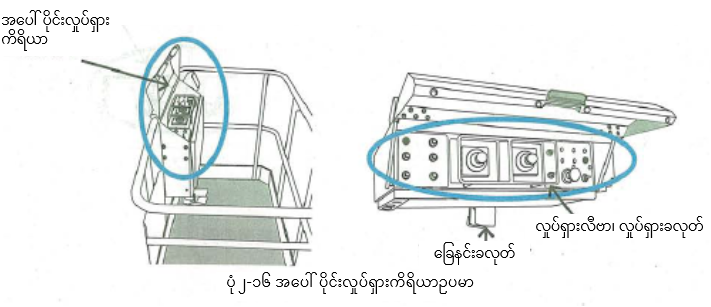 အပေါ်ပိုင်းလှုပ်ရှား
ကိရိယာ
လှုပ်ရှားလီဗာ၊ လှုပ်ရှားခလုတ်
ခြေနင်းခလုတ်
ပုံ ၂-၁၆ အပေါ်ပိုင်းလှုပ်ရှားကိရိယာဥပမာ